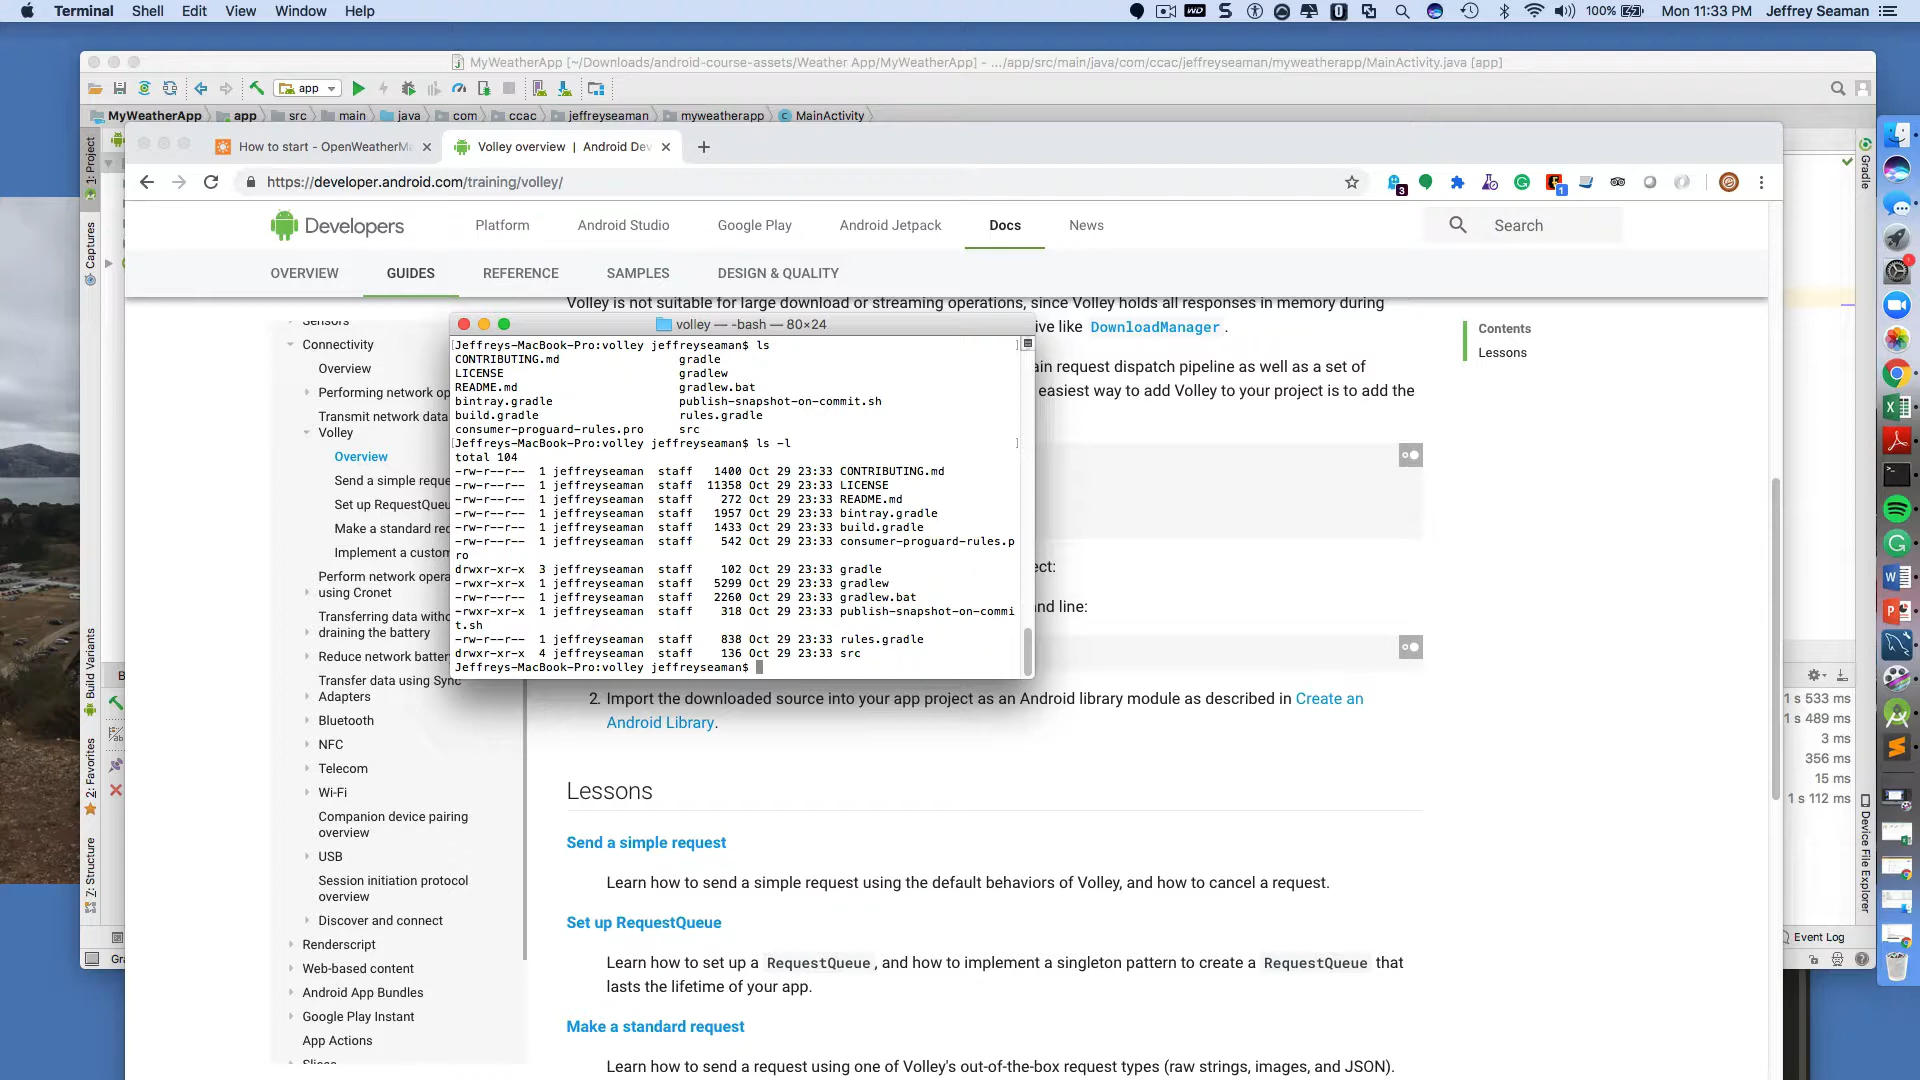 Terminal Shell Edit View Window Help
100% Mon 11:33 PM Jeffrey Seaman
MyWeatherApp [~/Downloads/android-course-assets/Weather App/MyWeatherApp] - .../app/src/main/java/com/ccac/jeffreyseaman/myweatherapp/MainActivity.java [app]
app
MyWeatherApp app src main java com ccac jeffreyseaman myweatherapp MainActivity
How to start - OpenWeatherMa
Volley overview | Android Dev
https://developer.android.com/training/volley/
Developers
Platform Android Studio Google Play Android Jetpack Docs News
Search
OVERVIEW GUIDES REFERENCE SAMPLES DESIGN & QUALITY
1: Project
Captures
Build Variants
2: Favorites
7: Structure
Gradle
Device File Explorer
Sensors
Connectivity
Overview
Performing network op
Transmit network data
Volley
Overview
Send a simple reque
Set up RequestQueu
Make a standard req
Implement a custom
Perform network opera
using Cronet
Transferring data witho
draining the battery
Reduce network batter
Transfer data using Sync
Adapters
Bluetooth
NFC
Telecom
Wi-Fi
Companion device pairing
overview
USB
Session initiation protocol
overview
Discover and connect
Renderscript
Web-based content
Android App Bundles
Google Play Instant
App Actions
Slices
Volley is not suitable for large download or streaming operations, since Volley holds all responses in memory during
ive like DownloadManager.
ain request dispatch pipeline as well as a set of
easiest way to add Volley to your project is to add the
ect:
nd line:
volley — -bash — 80×24
[Jeffreys-MacBook-Pro:volley jeffreyseaman$ ls ]
CONTRIBUTING.md gradle
LICENSE gradlew
README.md gradlew.bat
bintray.gradle publish-snapshot-on-commit.sh
build.gradle rules.gradle
consumer-proguard-rules.pro src
[Jeffreys-MacBook-Pro:volley jeffreyseaman$ ls -l ]
total 104
-rw-r--r-- 1 jeffreyseaman staff 1400 Oct 29 23:33 CONTRIBUTING.md
-rw-r--r-- 1 jeffreyseaman staff 11358 Oct 29 23:33 LICENSE
-rw-r--r-- 1 jeffreyseaman staff 272 Oct 29 23:33 README.md
-rw-r--r-- 1 jeffreyseaman staff 1957 Oct 29 23:33 bintray.gradle
-rw-r--r-- 1 jeffreyseaman staff 1433 Oct 29 23:33 build.gradle
-rw-r--r-- 1 jeffreyseaman staff 542 Oct 29 23:33 consumer-proguard-rules.p
ro
drwxr-xr-x 3 jeffreyseaman staff 102 Oct 29 23:33 gradle
-rwxr-xr-x 1 jeffreyseaman staff 5299 Oct 29 23:33 gradlew
-rw-r--r-- 1 jeffreyseaman staff 2260 Oct 29 23:33 gradlew.bat
-rwxr-xr-x 1 jeffreyseaman staff 318 Oct 29 23:33 publish-snapshot-on-commi
t.sh
-rw-r--r-- 1 jeffreyseaman staff 838 Oct 29 23:33 rules.gradle
drwxr-xr-x 4 jeffreyseaman staff 136 Oct 29 23:33 src
Jeffreys-MacBook-Pro:volley jeffreyseaman$
2. Import the downloaded source into your app project as an Android library module as described in Create an
Android Library.
Lessons
Send a simple request
Learn how to send a simple request using the default behaviors of Volley, and how to cancel a request.
Set up RequestQueue
Learn how to set up a RequestQueue, and how to implement a singleton pattern to create a RequestQueue that
lasts the lifetime of your app.
Make a standard request
Learn how to send a request using one of Volley's out-of-the-box request types (raw strings, images, and JSON).
Contents
Lessons
1 s 533 ms
1 s 489 ms
3 ms
356 ms
15 ms
1 s 112 ms
Event Log
B
Gra